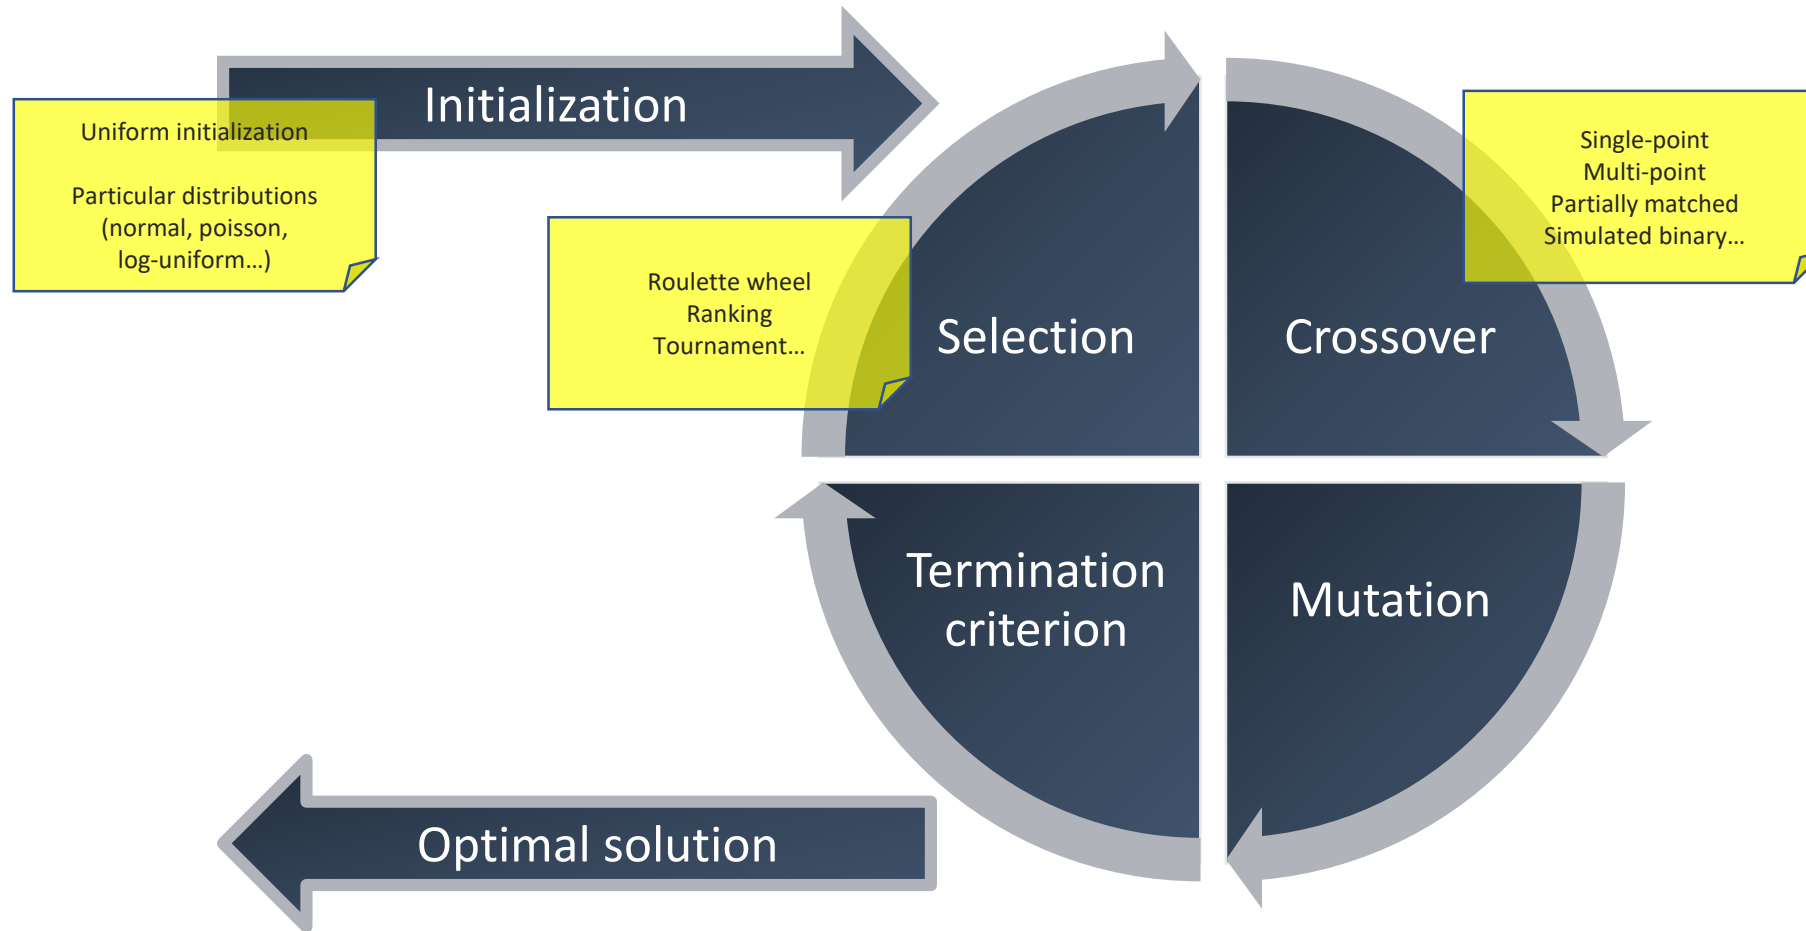 Initialization
Uniform initialization
Particular distributions
(normal, poisson,
log-uniform…)
Roulette wheel
Ranking
Tournament…
Selection
Single-point
Multi-point
Partially matched
Simulated binary…
Crossover
Termination
criterion
Mutation
Optimal solution